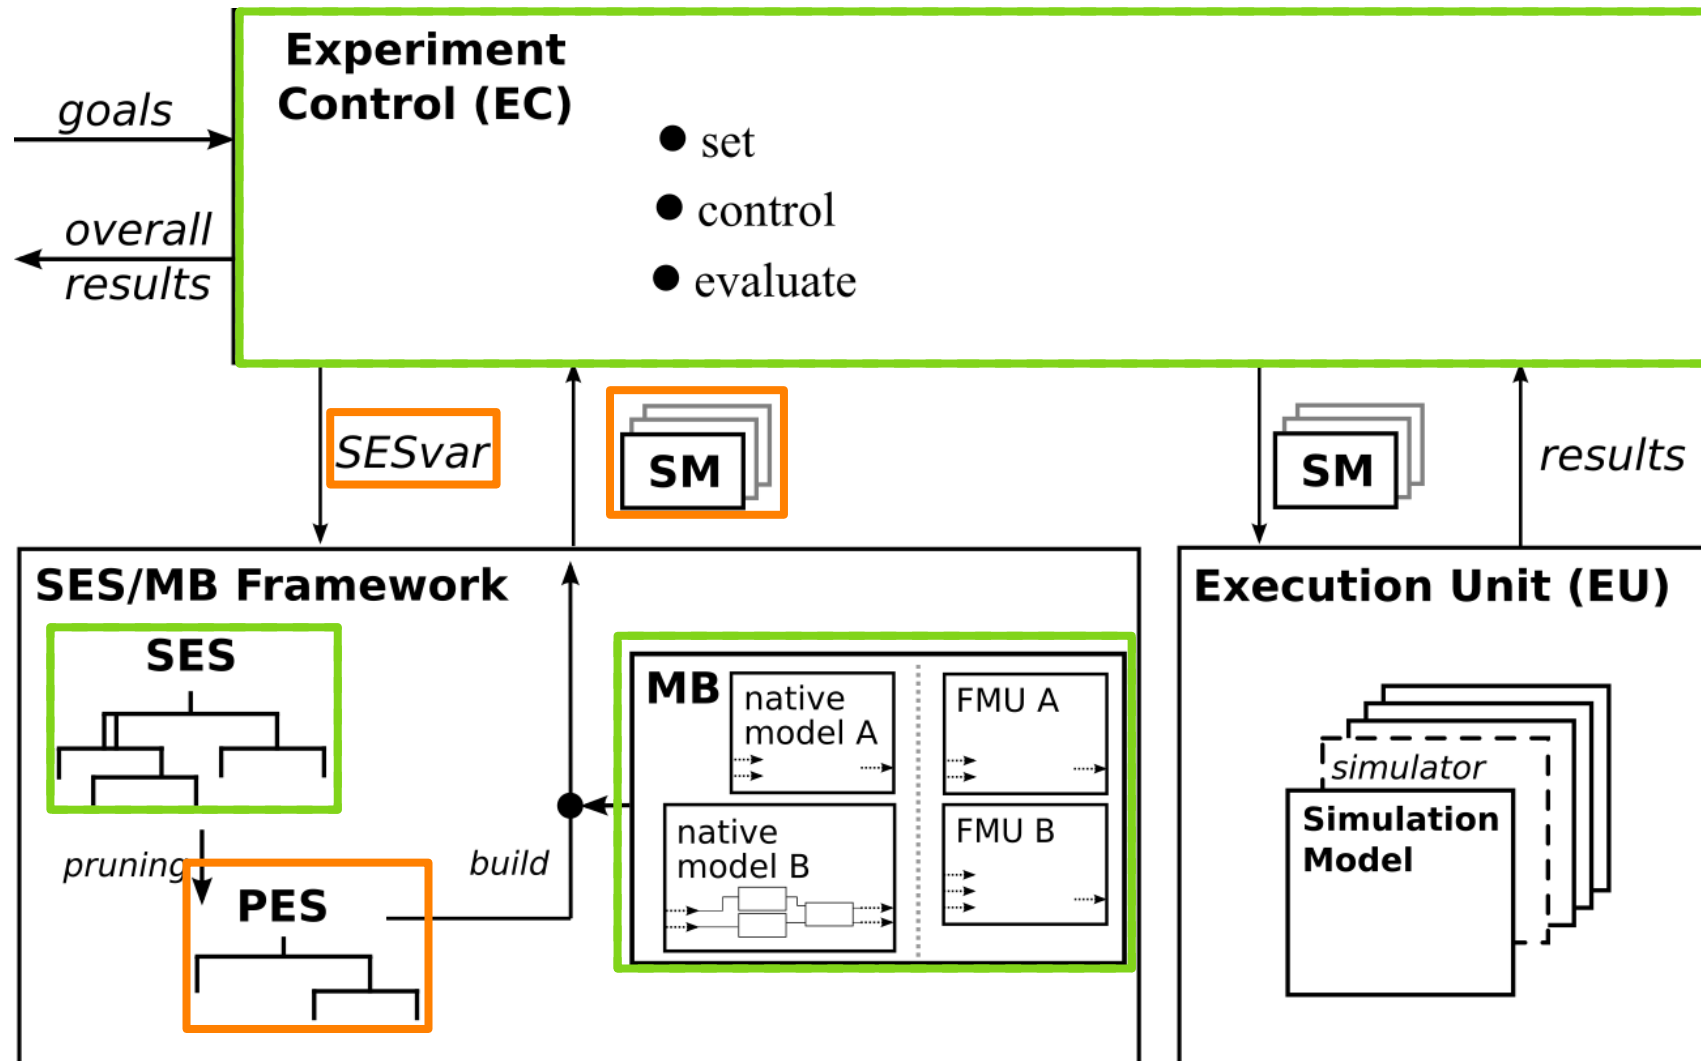 Experiment
Control (EC)
goals
overall
results
set
control
evaluate
SESvar
SM
SM
results
SES/MB Framework
SES
pruning
PES
build
MB
native
model A
FMU A
native
model B
FMU B
Execution Unit (EU)
simulator
Simulation
Model